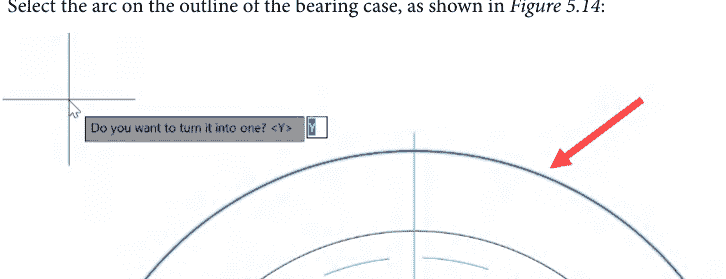 Select the arc on the outline of the bearing case, as shown in Figure 5.14:
Do you want to turn it into one? <Y> Y